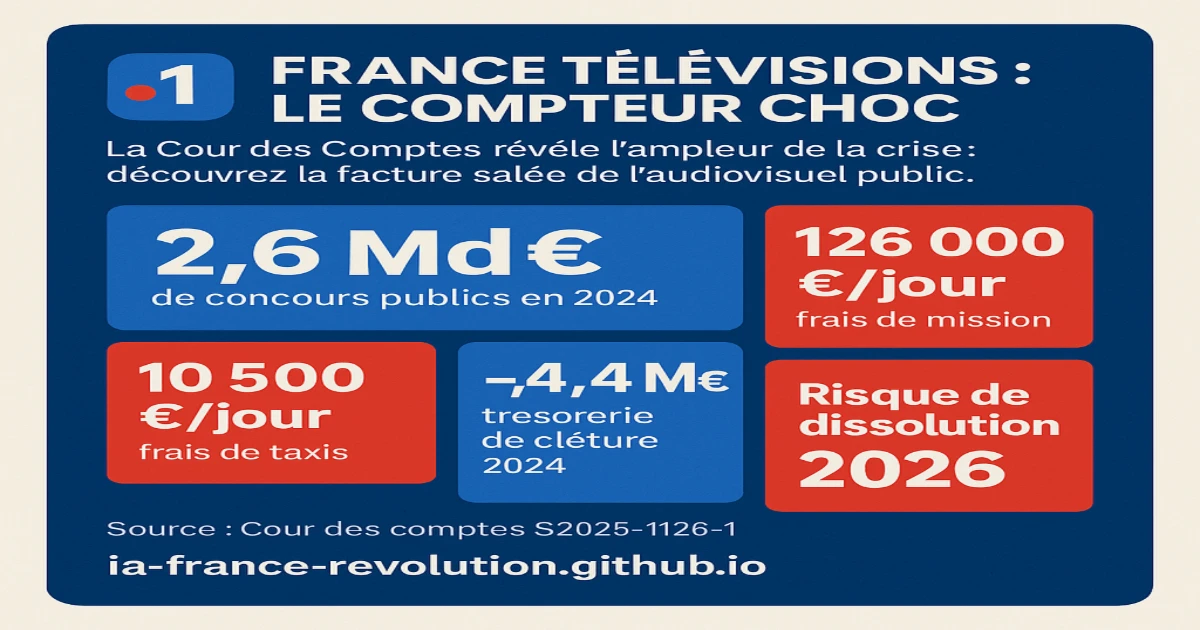 1
FRANCE TÉLÉVISIONS :
LE COMPTEUR CHOC
La Cour des Comptes révéle l'ampleur de la crise :
découvrez la facture salée de l'audiovisuel public.
2,6 Md €
de concours publics en 2024
126 000
€/jour
frais de mission
10 500
€/jour
frais de taxis
–,4,4 M€
tresorerie
de cléture
2024
Risque de
dissolution
2026
Source : Cour des comptes S2025-1126-1
ia-france-revolution.github.io